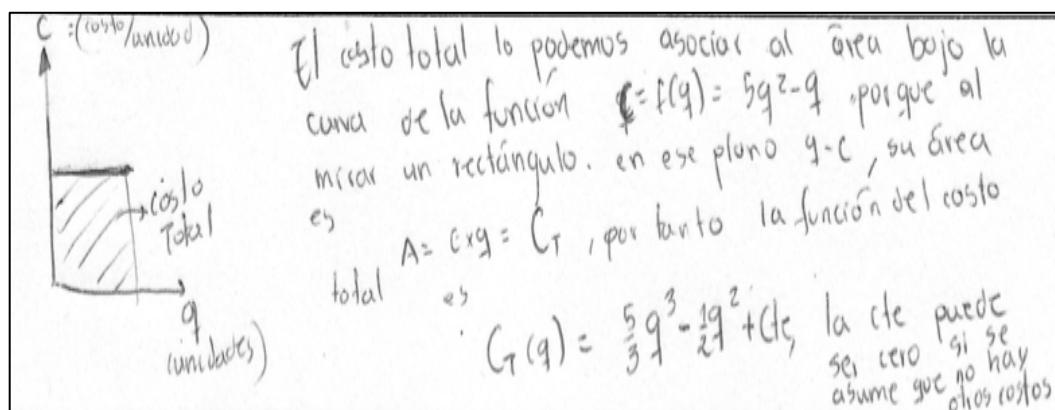 C : (costo/unidad)
costo
Total
q
(unidades)
El costo total lo podemos asociar al área bajo la
curva de la función C = f(q) = 5q² - q , porque al
mirar un rectángulo. en ese plano q-c, su área
es
A = c×q = C_T , por tanto la función del costo
total es
C_T(q) = 5/3 q³ - 1/2 q² + Cte, la cte puede
ser cero si se
asume que no hay
otros costos